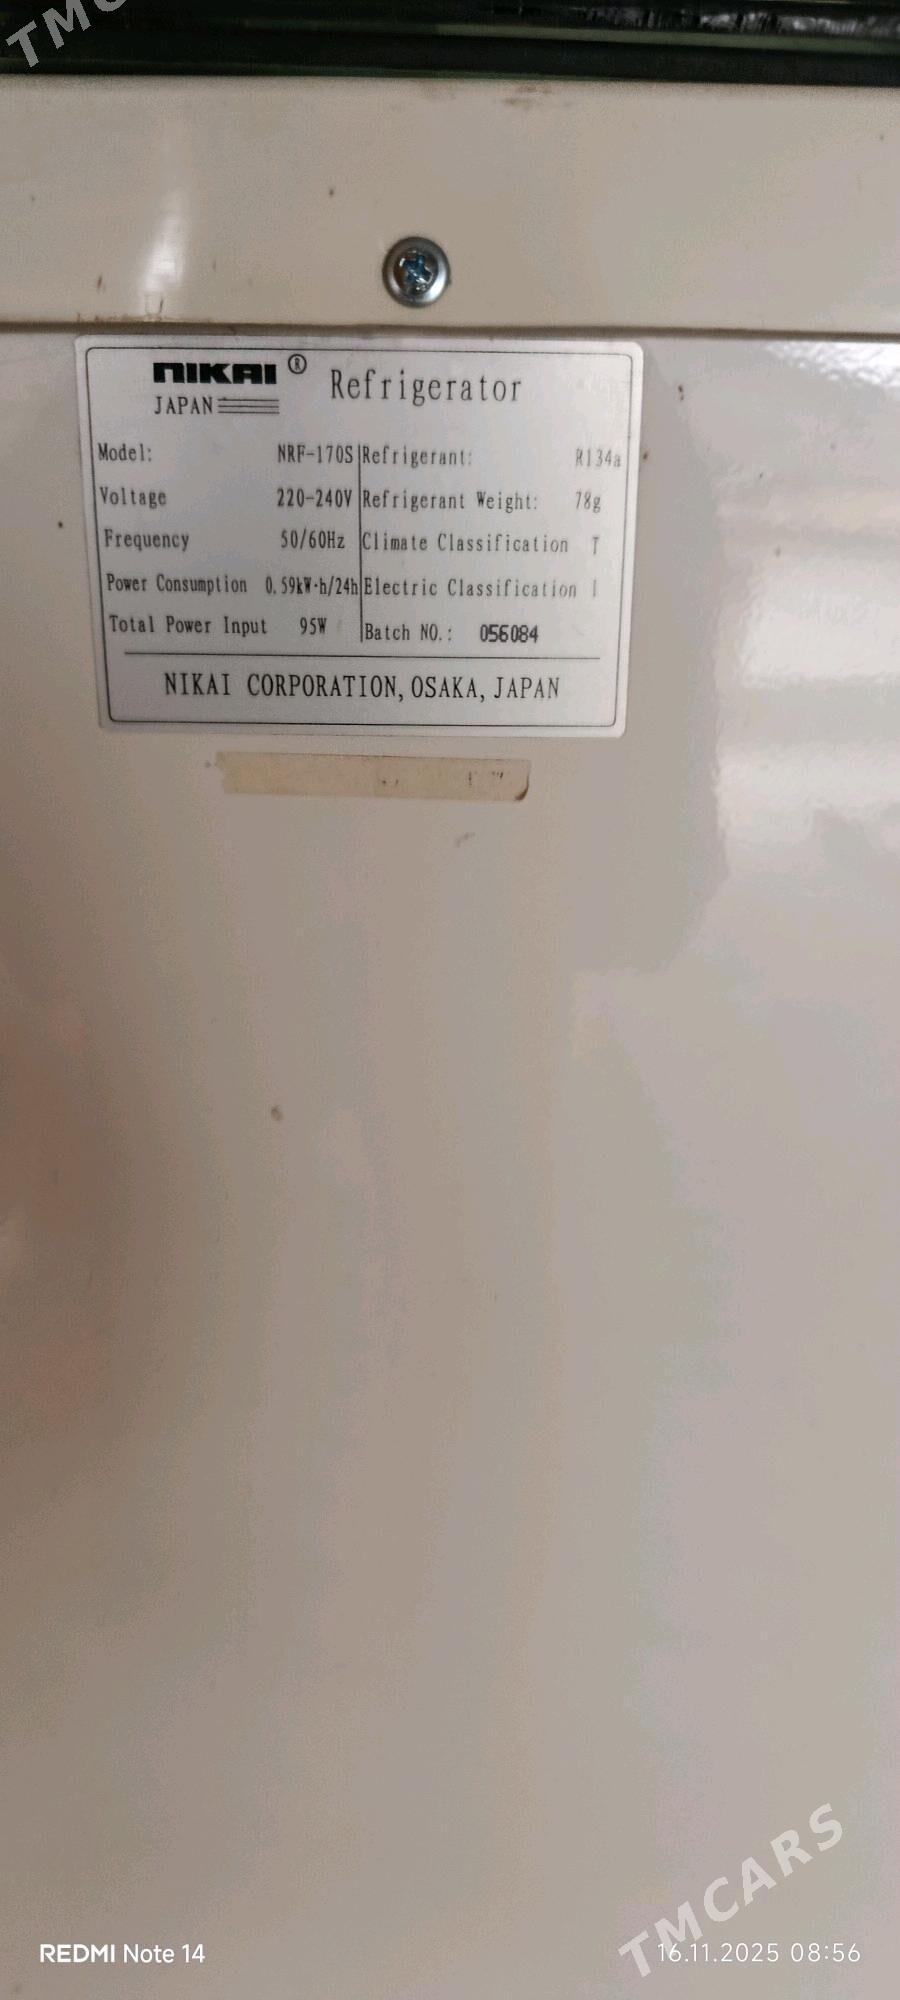 TMC
NIKAI® Refrigerator
JAPAN
Model: NRF-170S Refrigerant: R134a
Voltage 220-240V Refrigerant Weight: 78g
Frequency 50/60Hz Climate Classification T
Power Consumption 0.59kW·h/24h Electric Classification I
Total Power Input 95W Batch NO.: 056084
NIKAI CORPORATION, OSAKA, JAPAN
TMCARS
REDMI Note 14 16.11.2025 08:56